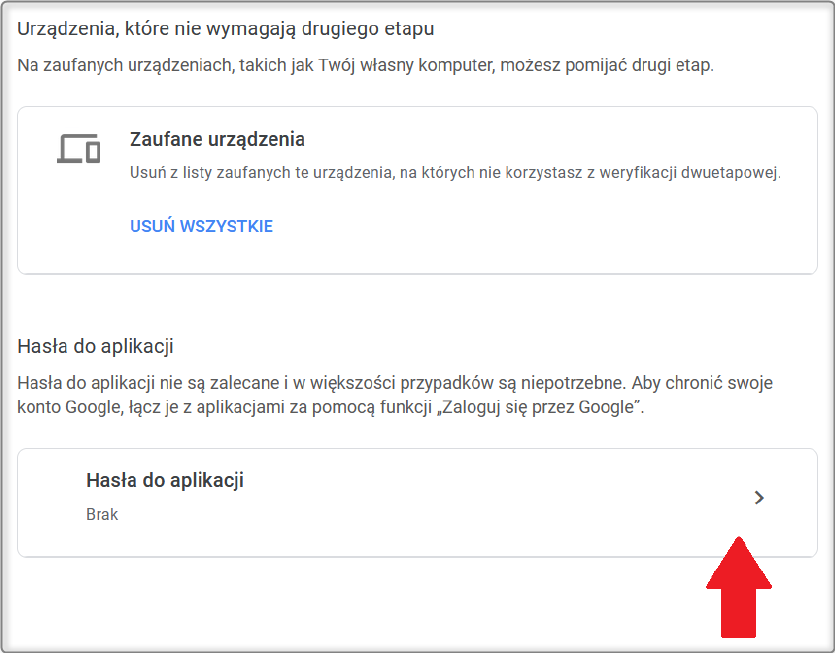 Urządzenia, które nie wymagają drugiego etapu
Na zaufanych urządzeniach, takich jak Twój własny komputer, możesz pomijać drugi etap.
Zaufane urządzenia
Usuń z listy zaufanych te urządzenia, na których nie korzystasz z weryfikacji dwuetapowej.
USUŃ WSZYSTKIE
Hasła do aplikacji
Hasła do aplikacji nie są zalecane i w większości przypadków są niepotrzebne. Aby chronić swoje
konto Google, łącz je z aplikacjami za pomocą funkcji „Zaloguj się przez Google”.
Hasła do aplikacji
Brak